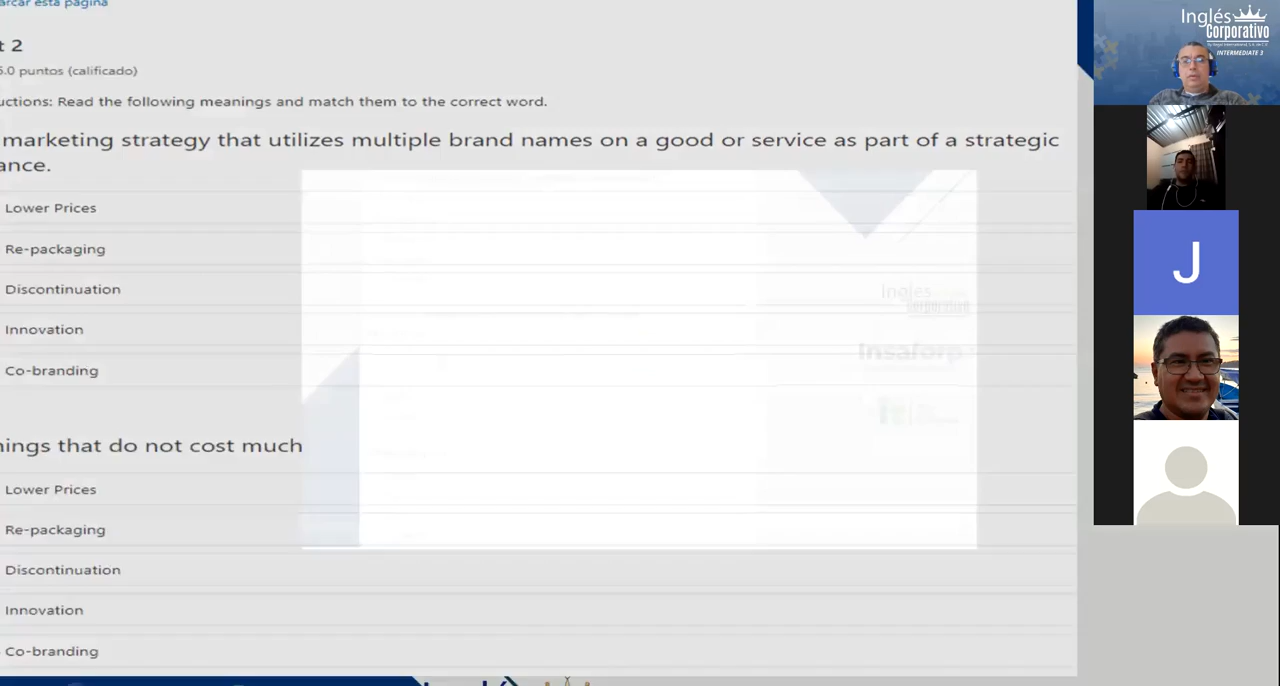 arcar esta página
t 2
5.0 puntos (calificado)
uctions: Read the following meanings and match them to the correct word.
marketing strategy that utilizes multiple brand names on a good or service as part of a strategic
ance.
Lower Prices
Re-packaging
Discontinuation
Innovation
Co-branding
nings that do not cost much
Lower Prices
Re-packaging
Discontinuation
Innovation
Co-branding
Inglés
Corporativo
Insaforp
Inglés
Corporativo
INTERMEDIATE 3
J